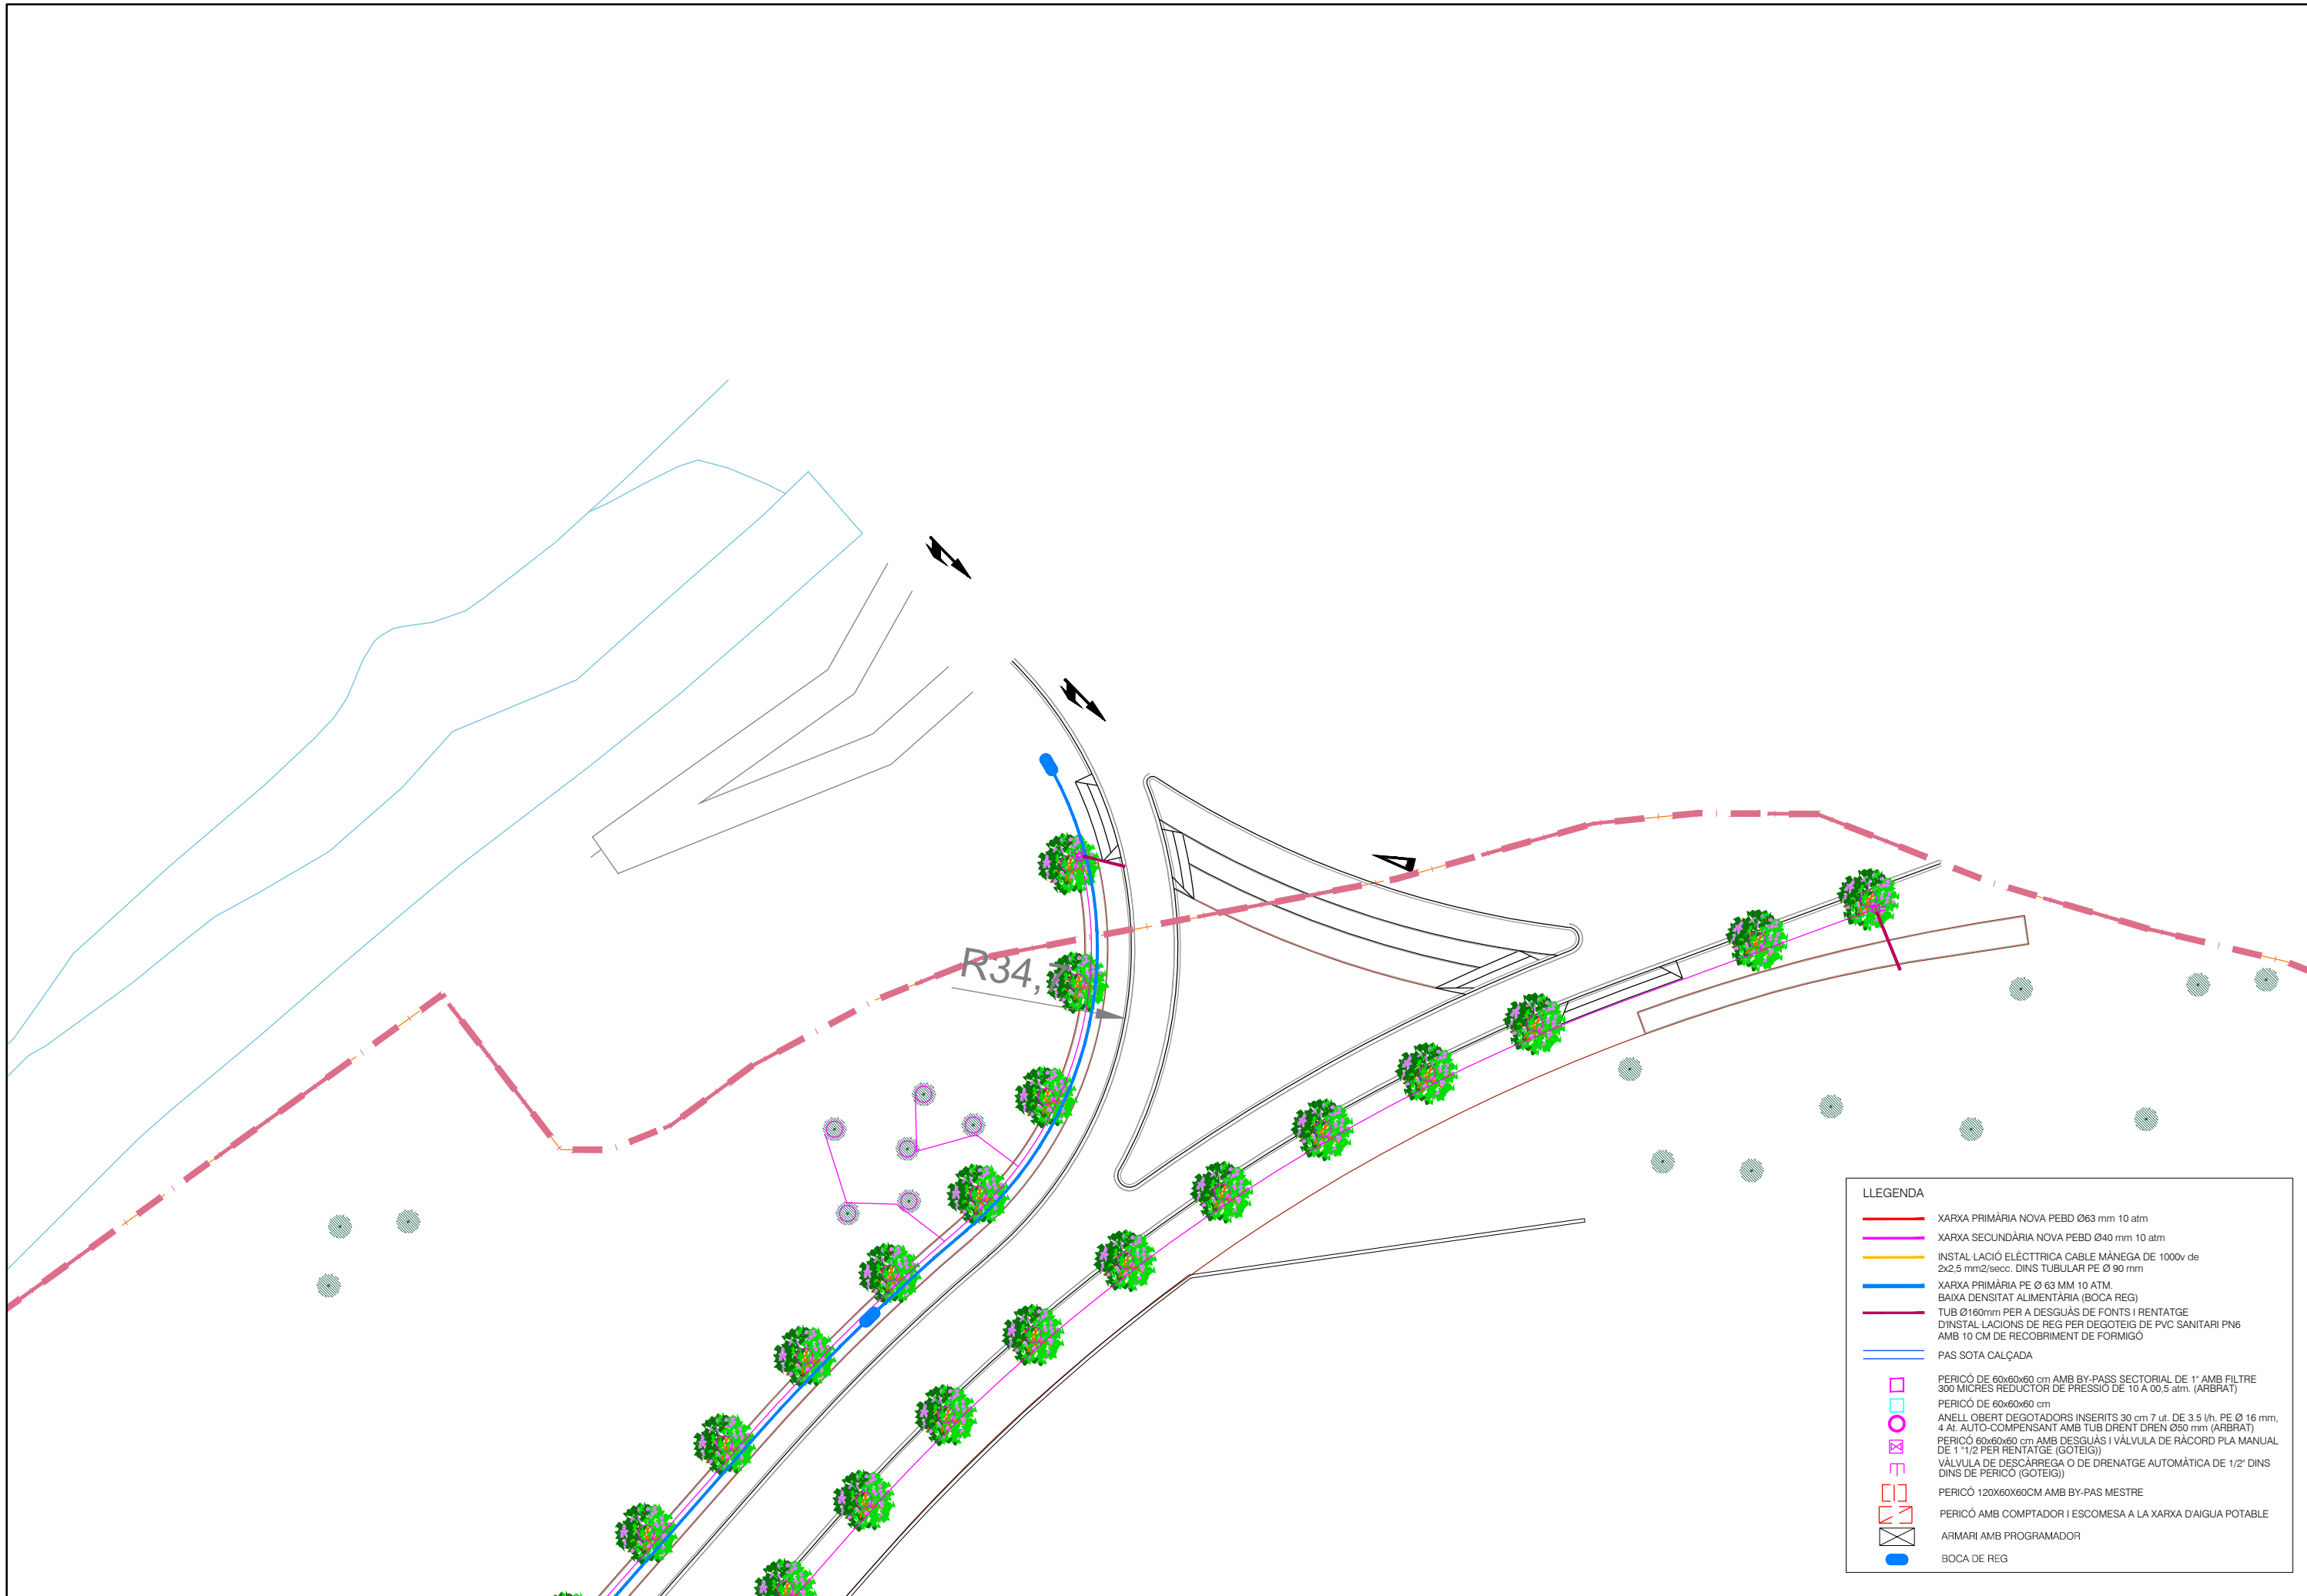 R34,
LLEGENDA
XARXA PRIMÀRIA NOVA PEBD Ø63 mm 10 atm
XARXA SECUNDÀRIA NOVA PEBD Ø40 mm 10 atm
INSTAL·LACIÓ ELÈCTTRICA CABLE MÀNEGA DE 1000v de
2x2,5 mm2/secc. DINS TUBULAR PE Ø 90 mm
XARXA PRIMÀRIA PE Ø 63 MM 10 ATM.
BAIXA DENSITAT ALIMENTÀRIA (BOCA REG)
TUB Ø160mm PER A DESGUÀS DE FONTS I RENTATGE
D'INSTAL·LACIONS DE REG PER DEGOTEIG DE PVC SANITARI PN6
AMB 10 CM DE RECOBRIMENT DE FORMIGÓ
PAS SOTA CALÇADA
PERICÓ DE 60x60x60 cm AMB BY-PASS SECTORIAL DE 1" AMB FILTRE
300 MICRES REDUCTOR DE PRESSIÓ DE 10 A 00,5 atm. (ARBRAT)
PERICÓ DE 60x60x60 cm
ANELL OBERT DEGOTADORS INSERITS 30 cm 7 ut. DE 3.5 l/h. PE Ø 16 mm,
4 At. AUTO-COMPENSANT AMB TUB DRENT DREN Ø50 mm (ARBRAT)
PERICÓ 60x60x60 cm AMB DESGUÀS I VÀLVULA DE RÀCORD PLA MANUAL
DE 1 "1/2 PER RENTATGE (GOTEIG))
VÀLVULA DE DESCÀRREGA O DE DRENATGE AUTOMÀTICA DE 1/2" DINS
DINS DE PERICÓ (GOTEIG))
PERICÓ 120X60X60CM AMB BY-PAS MESTRE
PERICÓ AMB COMPTADOR I ESCOMESA A LA XARXA D'AIGUA POTABLE
ARMARI AMB PROGRAMADOR
BOCA DE REG